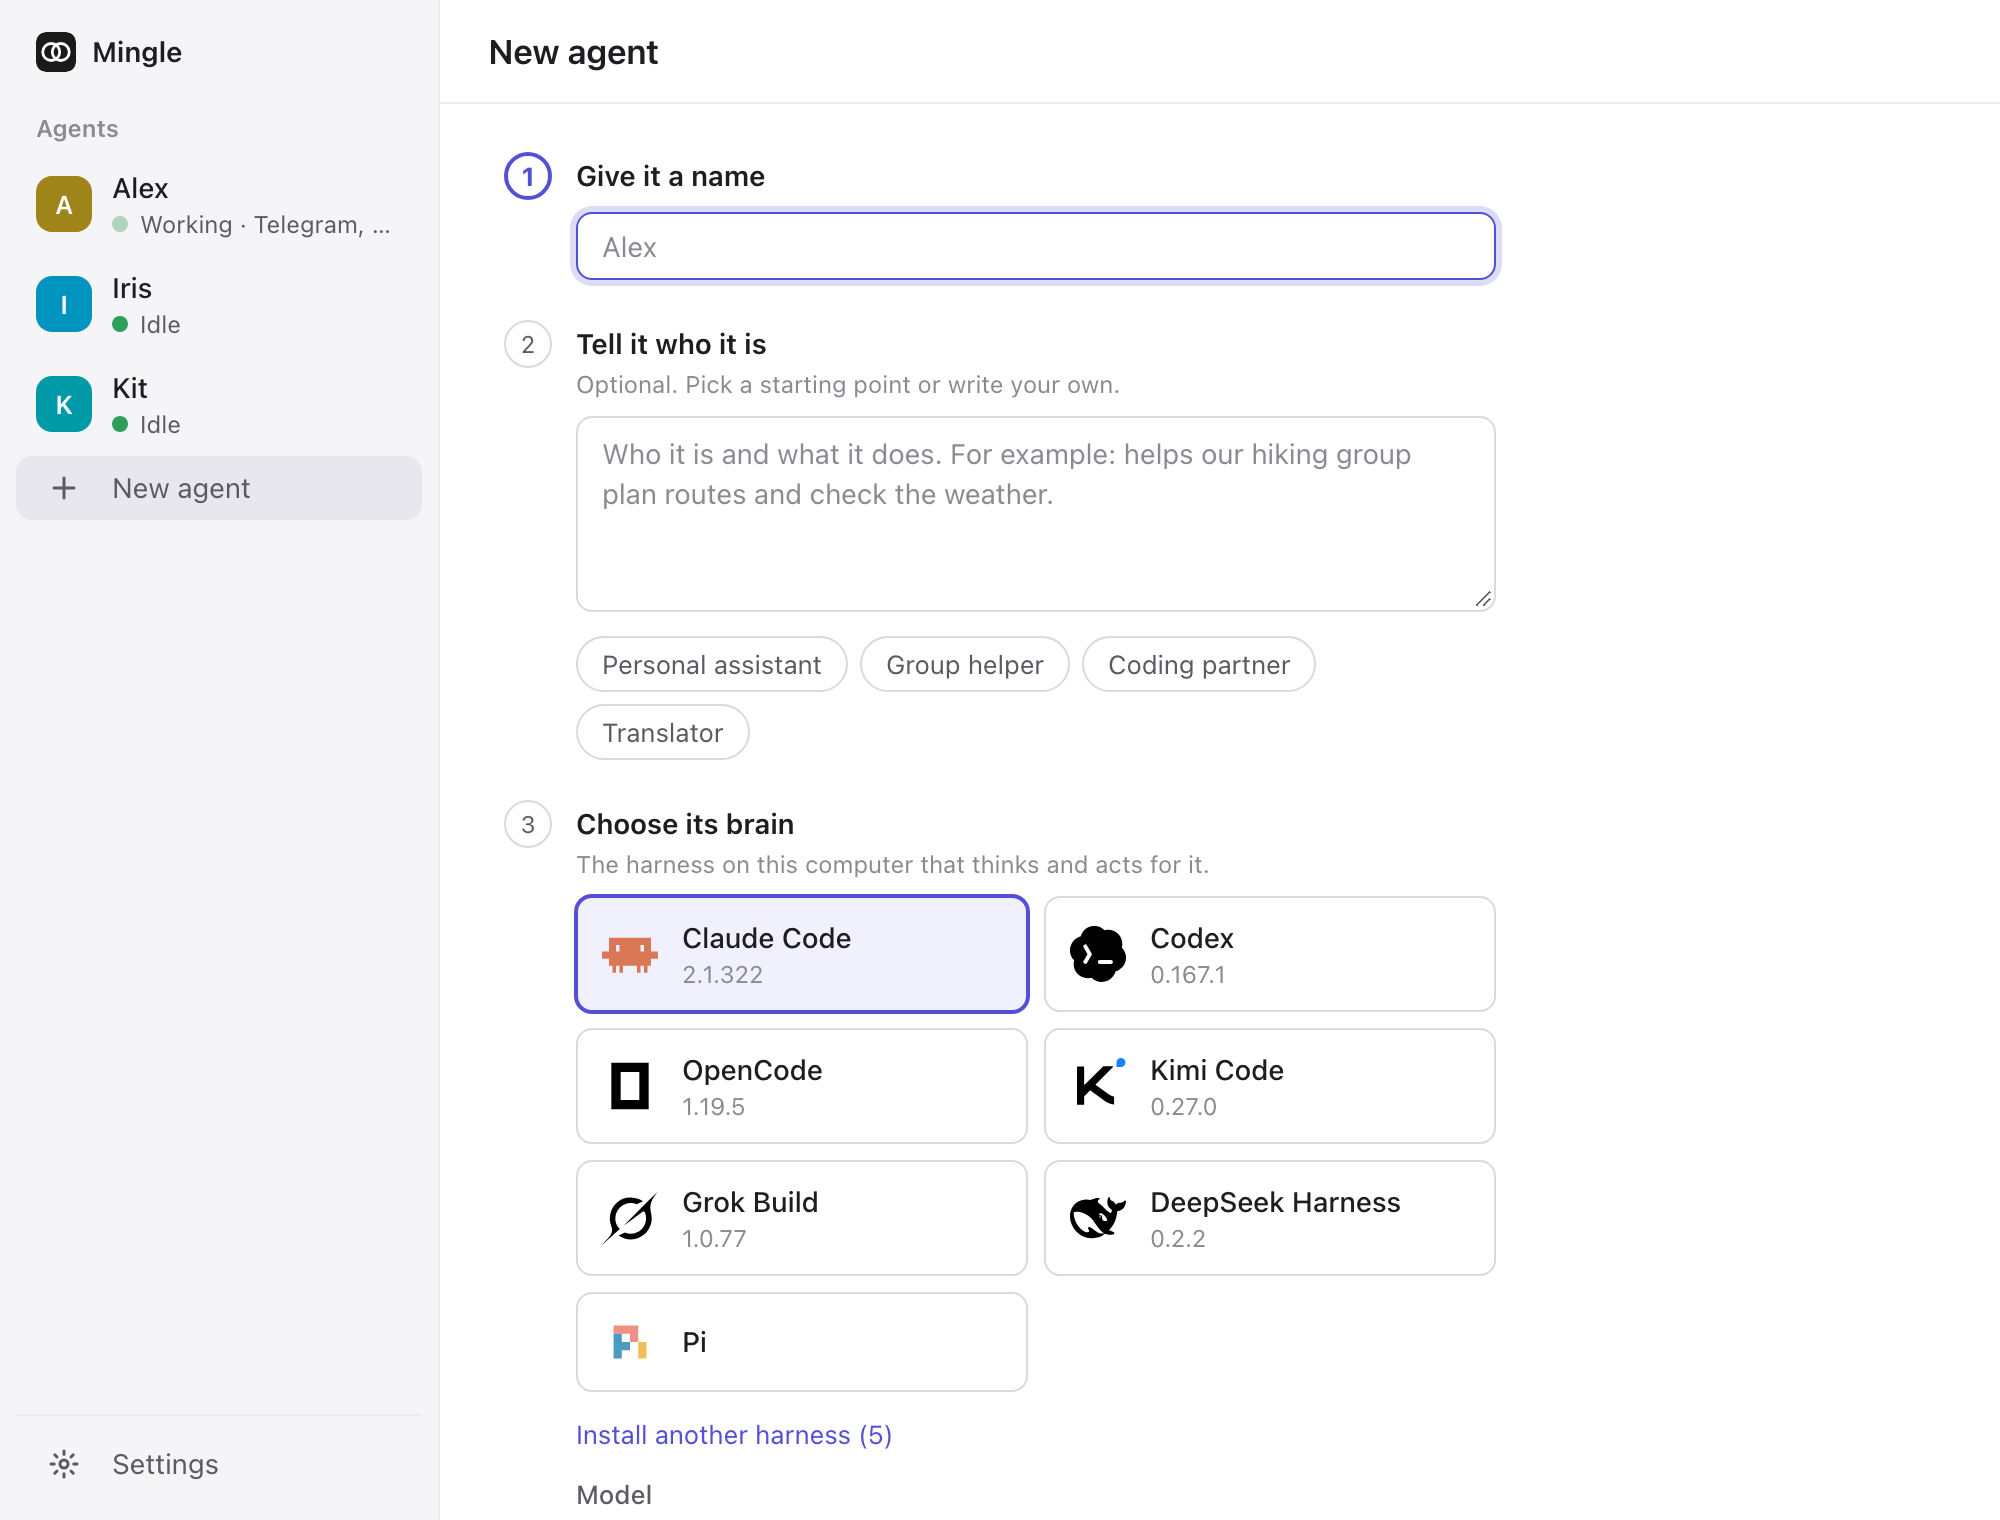 Mingle
Agents
A
Alex
Working · Telegram, ...
I
Iris
Idle
K
Kit
Idle
New agent
Settings
New agent
1
Give it a name
Alex
2
Tell it who it is
Optional. Pick a starting point or write your own.
Who it is and what it does. For example: helps our hiking group
plan routes and check the weather.
Personal assistant
Group helper
Coding partner
Translator
3
Choose its brain
The harness on this computer that thinks and acts for it.
Claude Code
2.1.322
Codex
0.167.1
OpenCode
1.19.5
Kimi Code
0.27.0
Grok Build
1.0.77
DeepSeek Harness
0.2.2
Pi
Install another harness (5)
Model